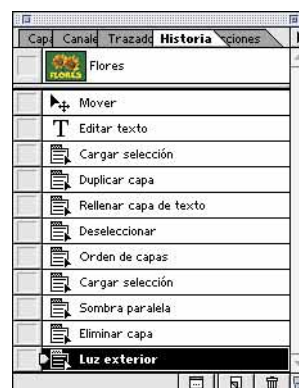 Capa Canale Trazado Historia cciones
FLORES
Flores
Mover
T Editar texto
Cargar selección
Duplicar capa
Rellenar capa de texto
Deseleccionar
Orden de capas
Cargar selección
Sombra paralela
Eliminar capa
Luz exterior